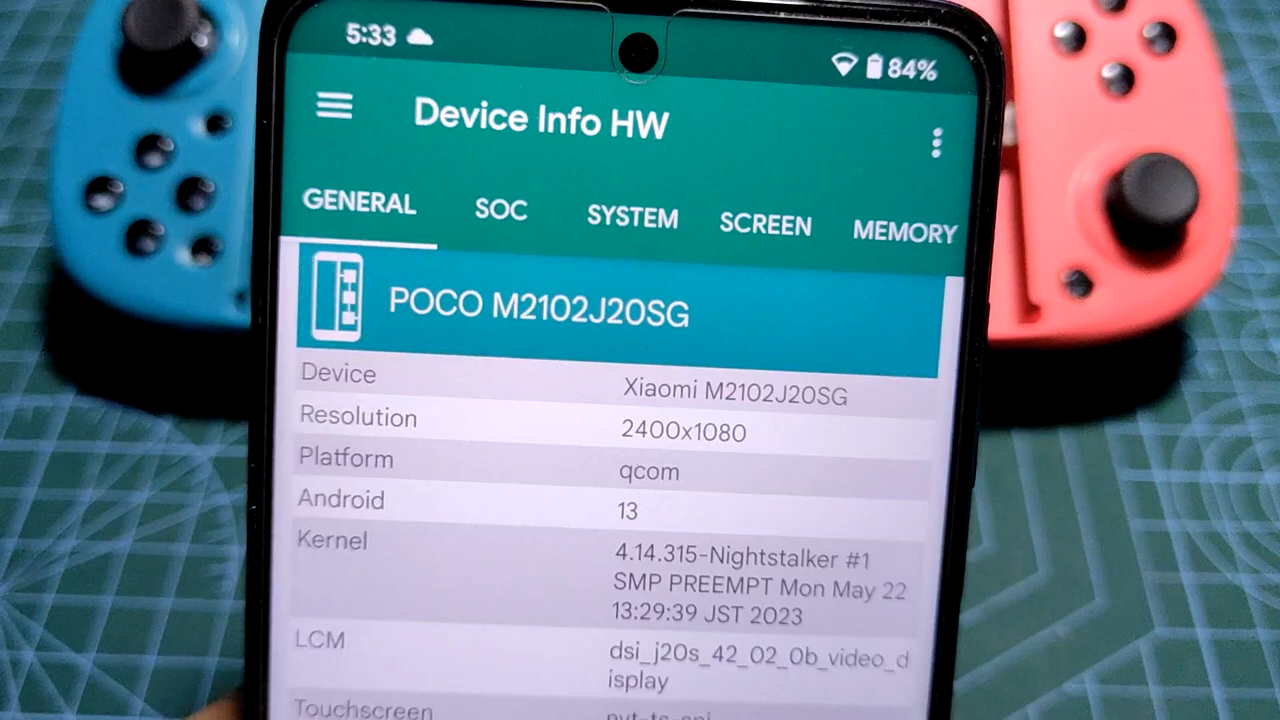 5:33
84%
Device Info HW
GENERAL SOC SYSTEM SCREEN MEMORY
POCO M2102J20SG
Device Xiaomi M2102J20SG
Resolution 2400x1080
Platform qcom
Android 13
Kernel 4.14.315-Nightstalker #1
SMP PREEMPT Mon May 22
13:29:39 JST 2023
LCM dsi_j20s_42_02_0b_video_d
isplay
Touchscreen